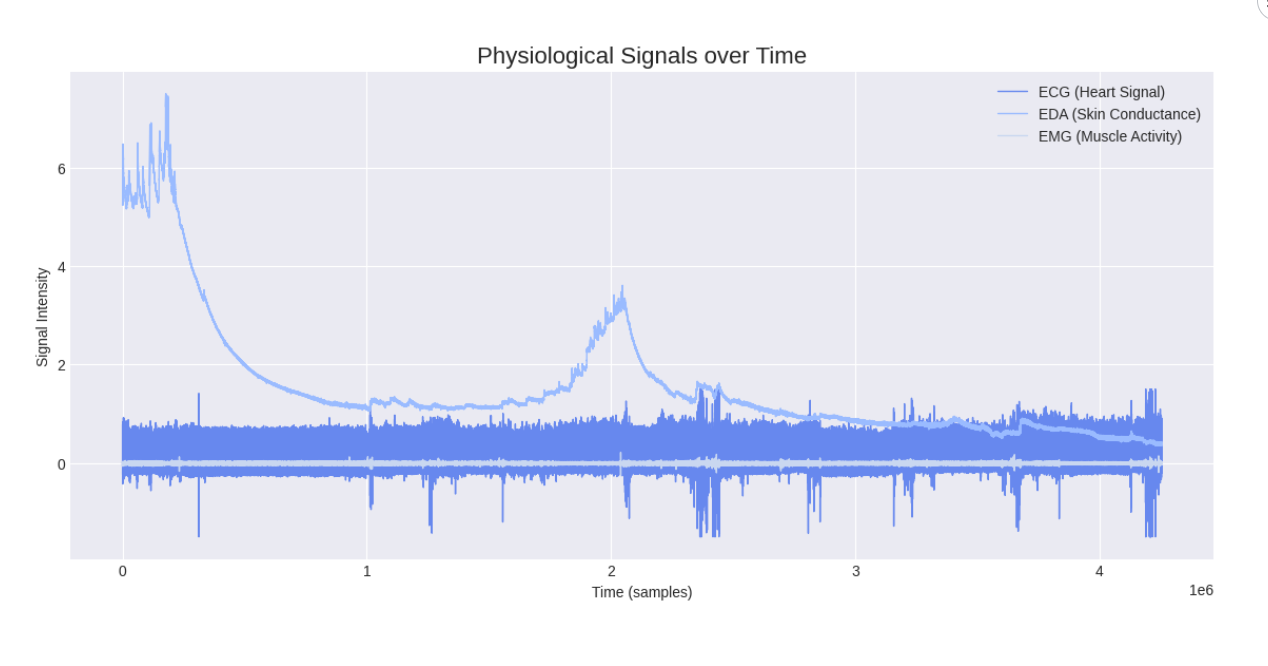 Physiological Signals over Time
ECG (Heart Signal)
EDA (Skin Conductance)
EMG (Muscle Activity)
Signal Intensity
6
4
2
0
0 1 2 3 4
1e6
Time (samples)